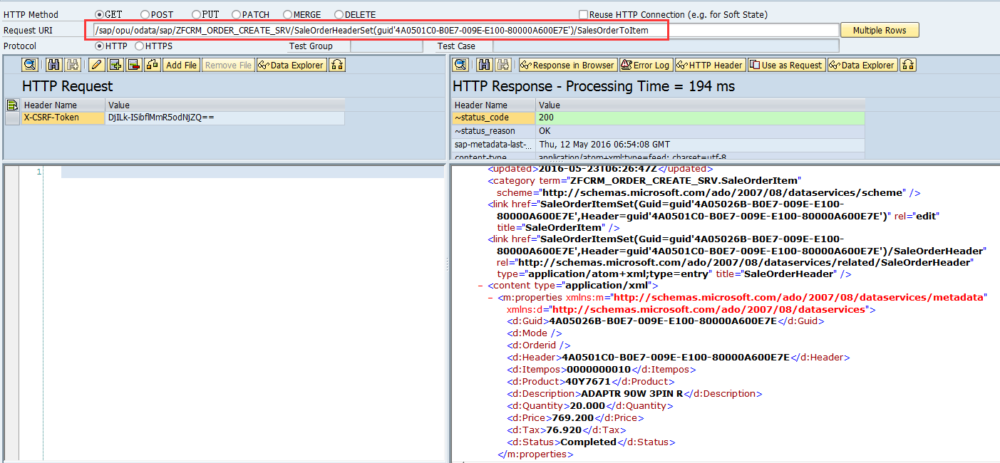 HTTP Method GET POST PUT PATCH MERGE DELETE Reuse HTTP Connection (e.g. for Soft State)
Request URI /sap/opu/odata/sap/ZFCRM_ORDER_CREATE_SRV/SaleOrderHeaderSet(guid'4A0501C0-B0E7-009E-E100-80000A600E7E')/SalesOrderToItem Multiple Rows
Protocol HTTP HTTPS Test Group Test Case
Add File Remove File Data Explorer
Response in Browser Error Log HTTP Header Use as Request Data Explorer
HTTP Request
HTTP Response - Processing Time = 194 ms
Header Name Value
X-CSRF-Token DjILk-ISibflMmR5odNjZQ==
Header Name Value
~status_code 200
~status_reason OK
sap-metadata-last-... Thu, 12 May 2016 06:54:08 GMT
content-type application/atom+xml;type=feed; charset=utf-8
1
<updated>2016-05-23T06:26:47Z</updated>
<category term="ZFCRM_ORDER_CREATE_SRV.SaleOrderItem"
scheme="http://schemas.microsoft.com/ado/2007/08/dataservices/scheme" />
<link href="SaleOrderItemSet(Guid=guid'4A05026B-B0E7-009E-E100-
80000A600E7E',Header=guid'4A0501C0-B0E7-009E-E100-80000A600E7E')" rel="edit"
title="SaleOrderItem" />
<link href="SaleOrderItemSet(Guid=guid'4A05026B-B0E7-009E-E100-
80000A600E7E',Header=guid'4A0501C0-B0E7-009E-E100-80000A600E7E')/SaleOrderHeader"
rel="http://schemas.microsoft.com/ado/2007/08/dataservices/related/SaleOrderHeader"
type="application/atom+xml;type=entry" title="SaleOrderHeader" />
- <content type="application/xml">
- <m:properties xmlns:m="http://schemas.microsoft.com/ado/2007/08/dataservices/metadata"
xmlns:d="http://schemas.microsoft.com/ado/2007/08/dataservices">
<d:Guid>4A05026B-B0E7-009E-E100-80000A600E7E</d:Guid>
<d:Mode />
<d:Orderid />
<d:Header>4A0501C0-B0E7-009E-E100-80000A600E7E</d:Header>
<d:Itempos>0000000010</d:Itempos>
<d:Product>40Y7671</d:Product>
<d:Description>ADAPTR 90W 3PIN R</d:Description>
<d:Quantity>20.000</d:Quantity>
<d:Price>769.200</d:Price>
<d:Tax>76.920</d:Tax>
<d:Status>Completed</d:Status>
</m:properties>